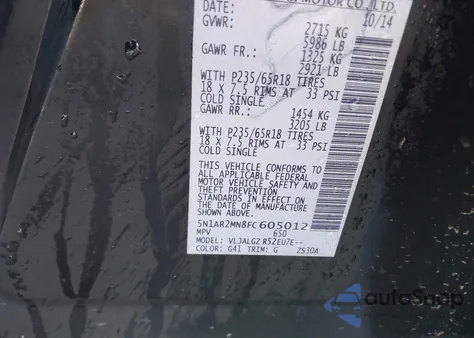 MOTOR CO., LTD.
DATE: 10/14
GVWR: 2715 KG
5986 LB
GAWR FR.: 1325 KG
2921 LB
WITH P235/65R18 TIRES
18 X 7.5 RIMS AT 33 PSI
COLD SINGLE
GAWR RR.: 1454 KG
3205 LB
WITH P235/65R18 TIRES
18 X 7.5 RIMS AT 33 PSI
COLD SINGLE
THIS VEHICLE CONFORMS TO
ALL APPLICABLE FEDERAL
MOTOR VEHICLE SAFETY AND
THEFT PREVENTION
STANDARDS IN EFFECT ON
THE DATE OF MANUFACTURE
SHOWN ABOVE.
5N1AR2MN8FC605012
MPV 650
MODEL: VLJALGZ R52EU7E--
COLOR: G41 TRIM: G 2S30A
autoSnap